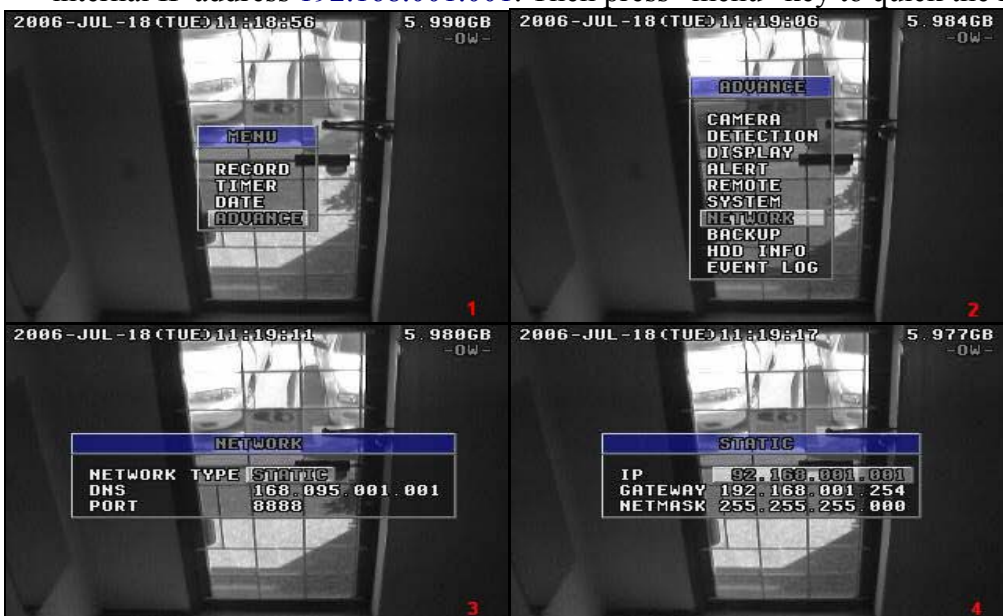 internal IP address 192.168.001.001. Then press "menu" key to quich the
2006-JUL-18(TUE)11:18:56 5.990GB
-OW-
MENU
RECORD
TIMER
DATE
ADVANCE
1
2006-JUL-18(TUE)11:19:06 5.984GB
-OW-
ADVANCE
CAMERA
DETECTION
DISPLAY
ALERT
REMOTE
SYSTEM
NETWORK
BACKUP
HDD INFO
EVENT LOG
2
2006-JUL-18(TUE)11:19:11 5.980GB
-OW-
NETWORK
NETWORK TYPE STATIC
DNS 168.095.001.001
PORT 8888
3
2006-JUL-18(TUE)11:19:17 5.977GB
-OW-
STATIC
IP 92.168.001.001
GATEWAY 192.168.001.254
NETMASK 255.255.255.000
4